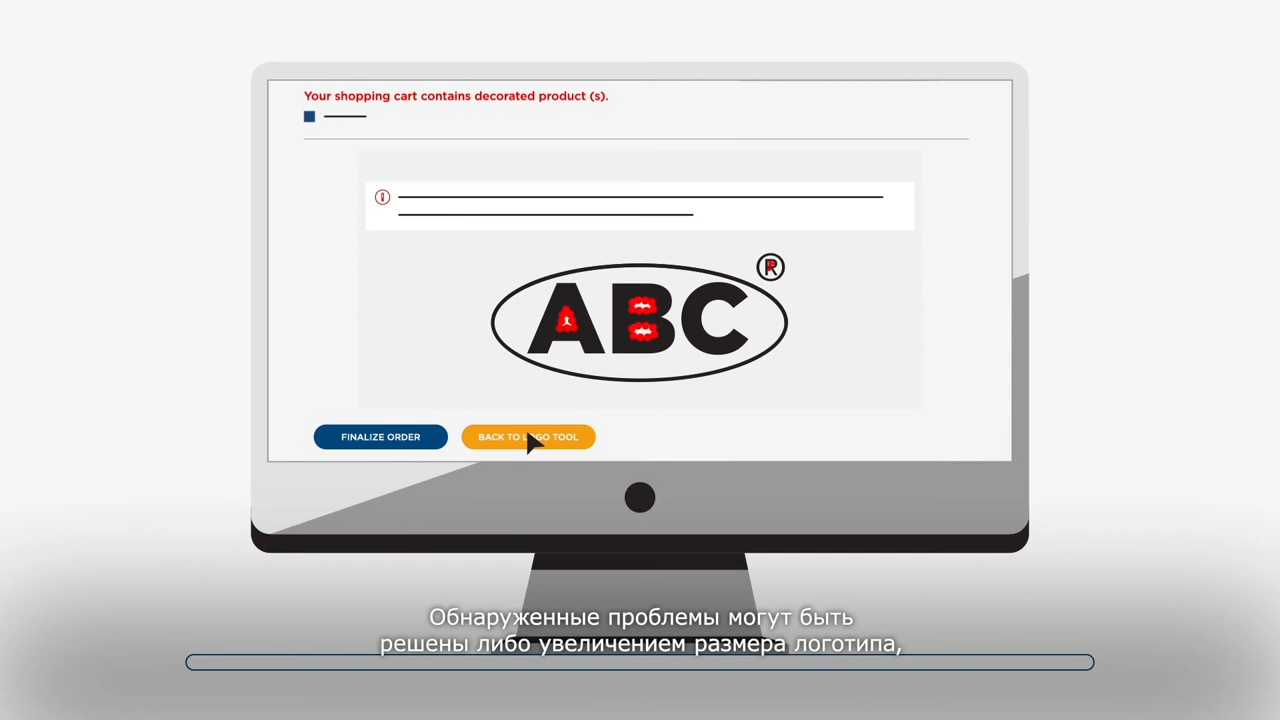 Your shopping cart contains decorated product (s).
®
ABC
FINALIZE ORDER
BACK TO LOGO TOOL
Обнаруженные проблемы могут быть
решены либо увеличением размера логотипа,